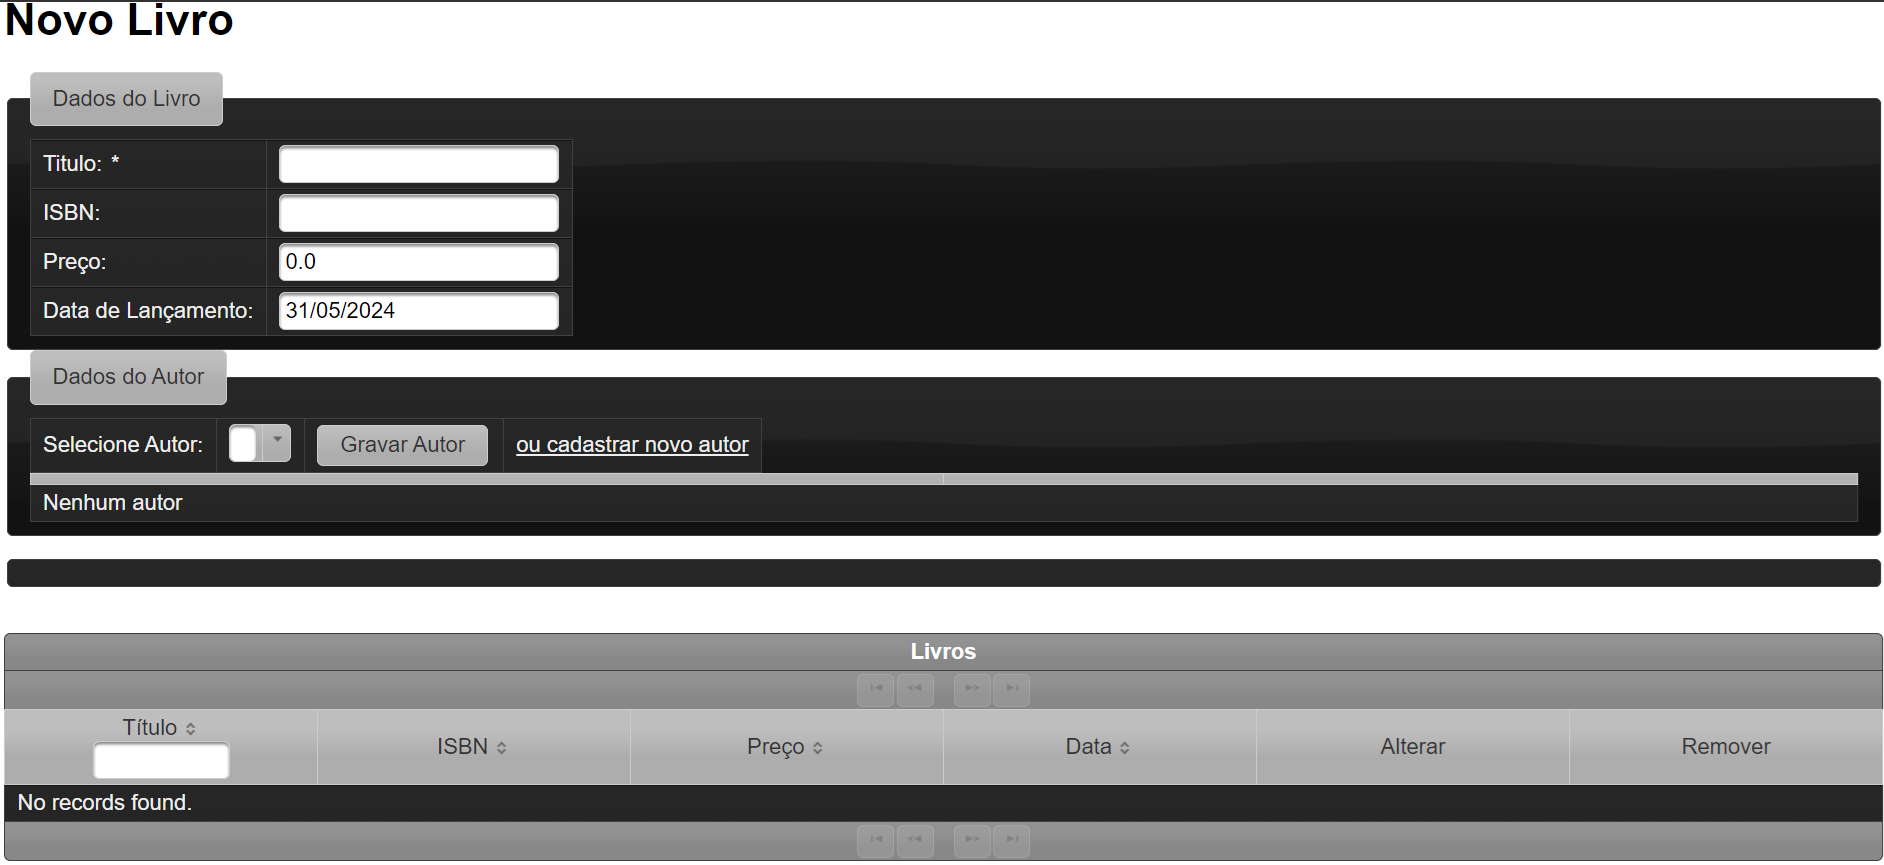 Novo Livro
Dados do Livro
Titulo: *
ISBN:
Preço: 0.0
Data de Lançamento: 31/05/2024
Dados do Autor
Selecione Autor: Gravar Autor ou cadastrar novo autor
Nenhum autor
Livros
Título ISBN Preço Data Alterar Remover
No records found.